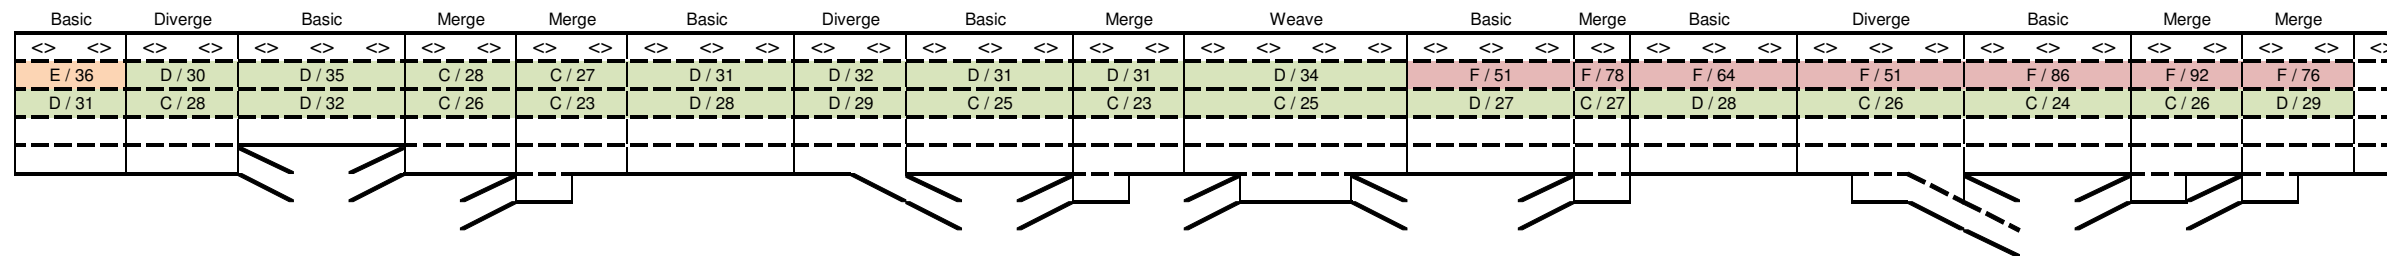 Basic Diverge Basic Merge Merge Basic Diverge Basic Merge Weave Basic Merge Basic Diverge Basic Merge Merge
<> <> <> <> <> <> <> <> <> <> <> <> <> <> <> <> <> <> <> <> <> <> <> <> <> <> <> <> <> <> <> <> <> <> <> <> <> <> <> <> <>
E / 36 D / 30 D / 35 C / 28 C / 27 D / 31 D / 32 D / 31 D / 31 D / 34 F / 51 F / 78 F / 64 F / 51 F / 86 F / 92 F / 76
D / 31 C / 28 D / 32 C / 26 C / 23 D / 28 D / 29 C / 25 C / 23 C / 25 D / 27 C / 27 D / 28 C / 26 C / 24 C / 26 D / 29